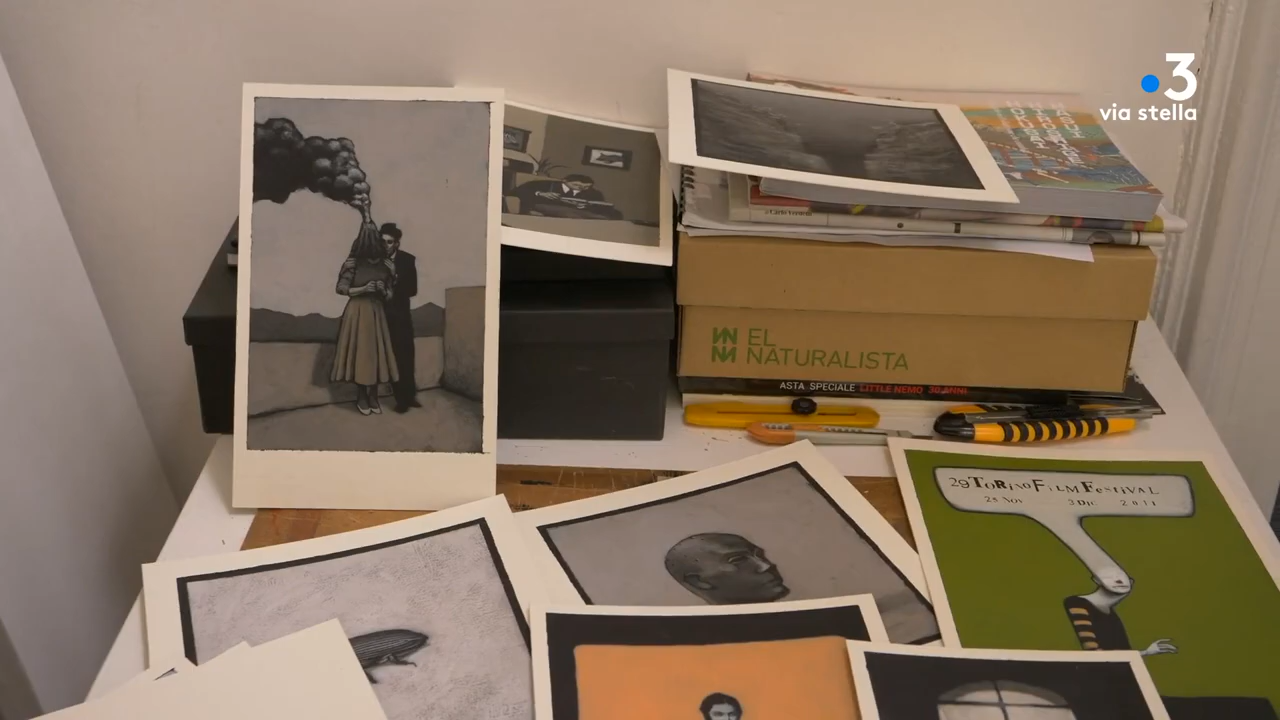 3
via stella
EL
NATURALISTA
ASTA SPECIALE LITTLE NEMO 30 ANNI
29 TORINO FILM FESTIVAL
25 NOV 3 DIC 2011